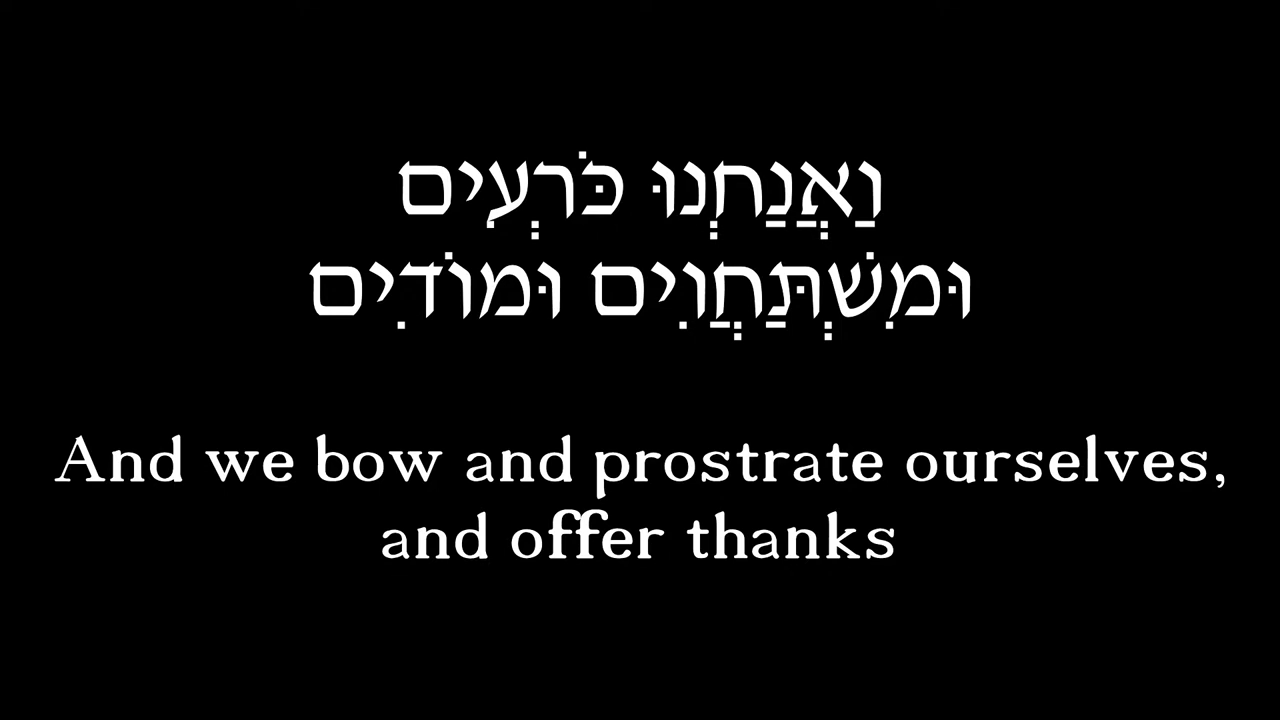 וַאֲנַחְנוּ כֹּרְעִים
וּמִשְׁתַּחֲוִים וּמוֹדִים
And we bow and prostrate ourselves,
and offer thanks